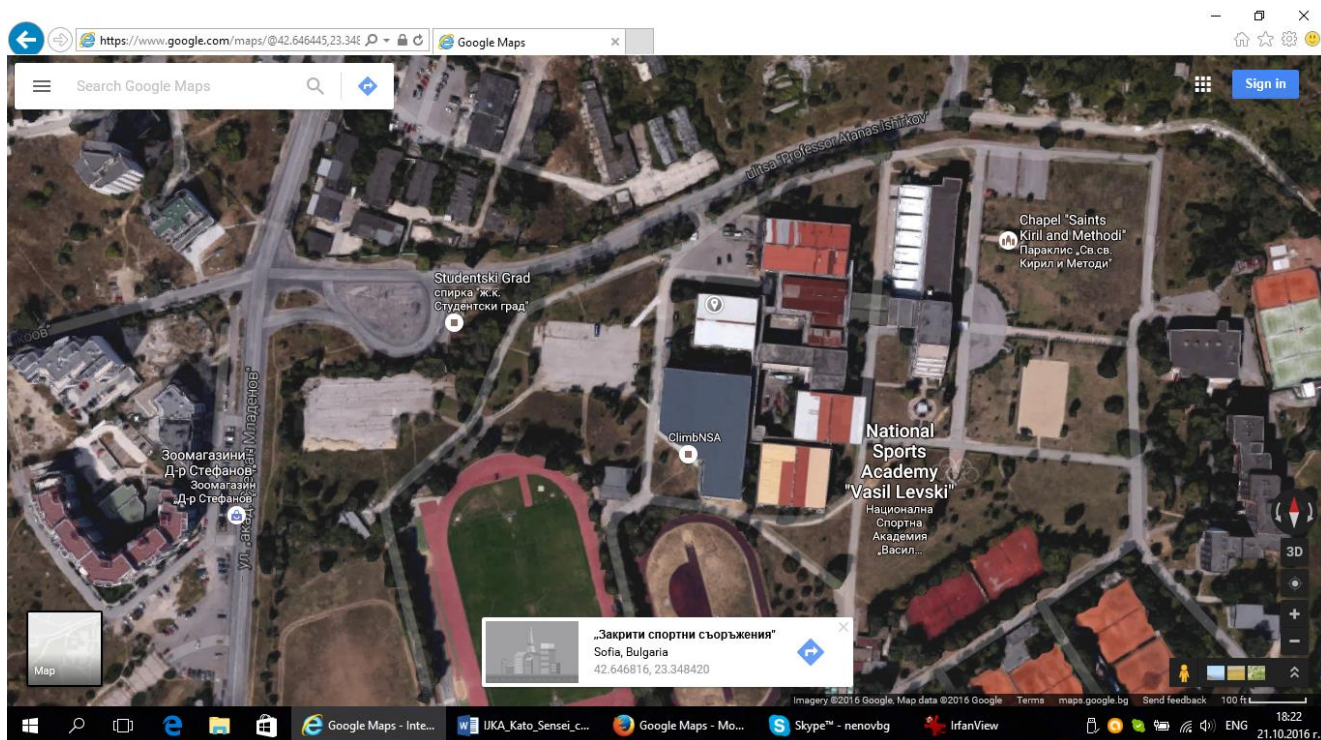 https://www.google.com/maps/@42.646445,23.348
Google Maps
Search Google Maps
Sign in
ulitsa "Professor Atanas Ishirkov"
Chapel "Saints
Kiril and Methodi"
Параклис „Св.св.
Кирил и Методи"
Studentski Grad
спирка "ж.к.
Студентски град"
ClimbNSA
National
Sports
Academy
"Vasil Levski"
Национална
Спортна
Академия
„Васил...
Зоомагазини
Д-р Стефанов
Зоомагазин
„Д-р Стефанов
3D
Map
„Закрити спортни съоръжения"
Sofia, Bulgaria
42.646816, 23.348420
Imagery ©2016 Google, Map data ©2016 Google Terms maps.google.bg Send feedback 100 ft
Google Maps - Inte...
IJKA_Kato_Sensei_c...
Google Maps - Mo...
Skype™ - nenovbg
IrfanView
ENG
18:22
21.10.2016 г.